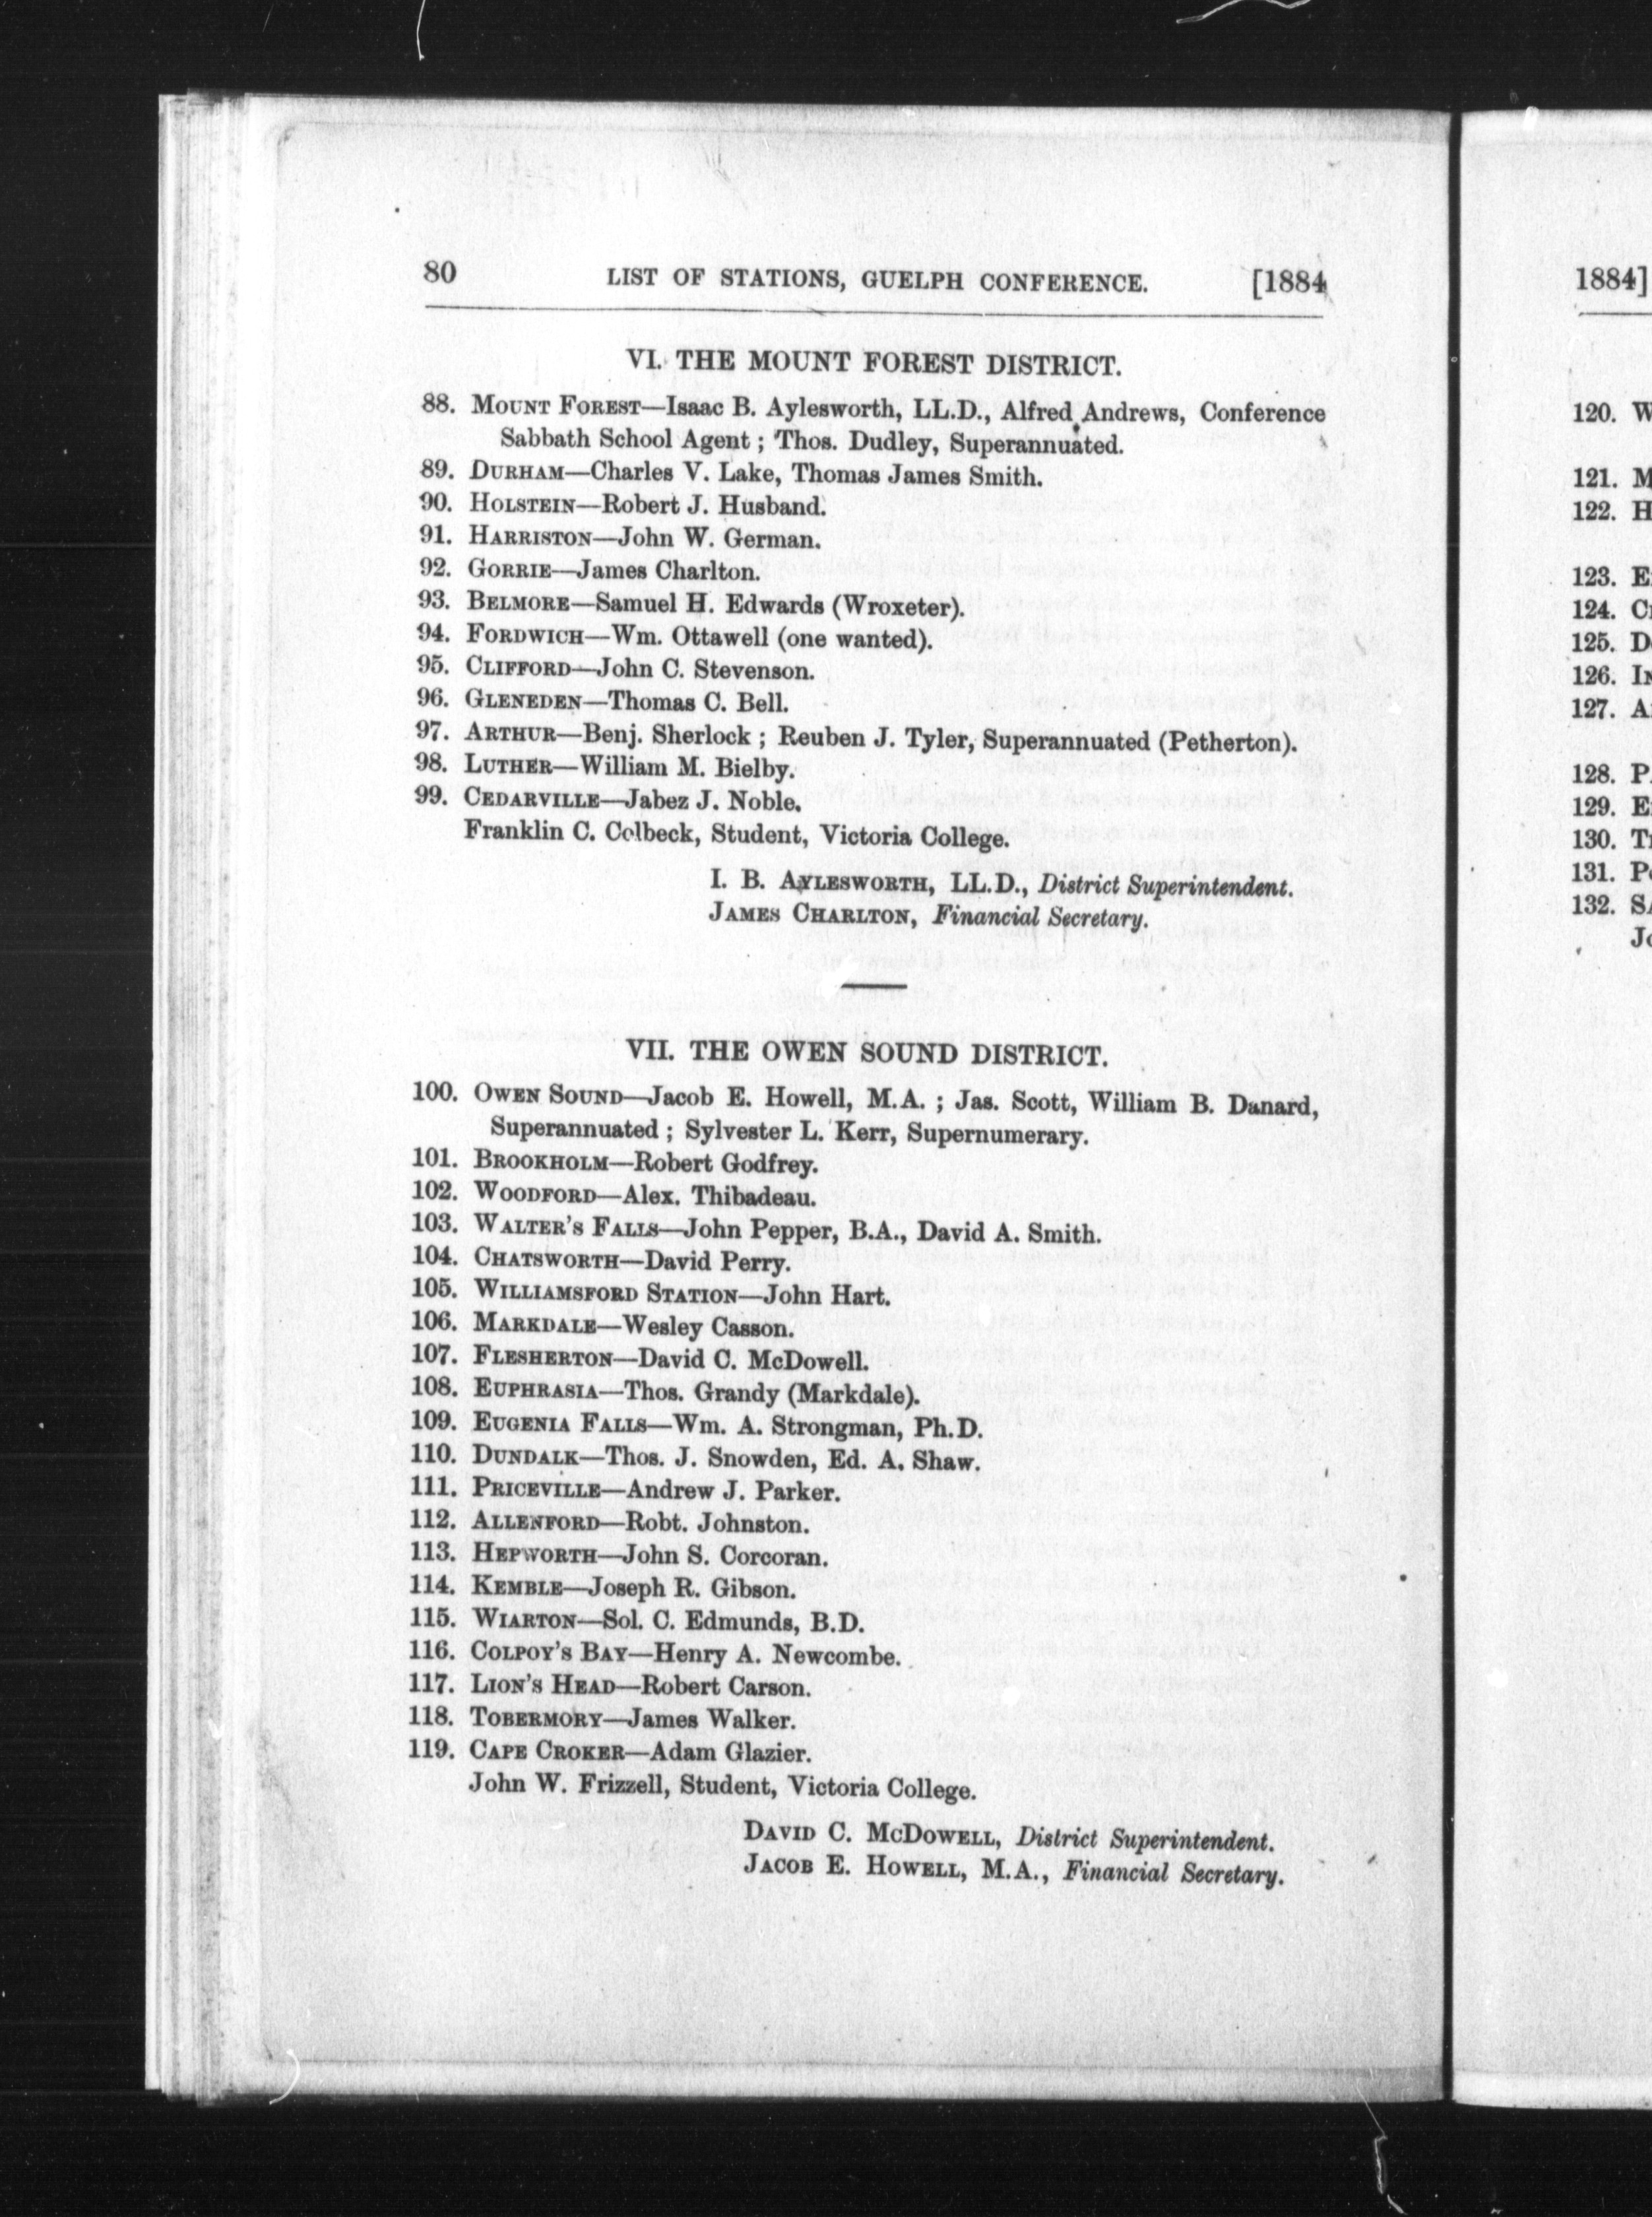 80 LIST OF STATIONS, GUELPH CONFERENCE. [1884
VI. THE MOUNT FOREST DISTRICT.
88. MOUNT FOREST—Isaac B. Aylesworth, LL.D., Alfred Andrews, Conference
Sabbath School Agent ; Thos. Dudley, Superannuated.
89. DURHAM—Charles V. Lake, Thomas James Smith.
90. HOLSTEIN—Robert J. Husband.
91. HARRISTON—John W. German.
92. GORRIE—James Charlton.
93. BELMORE—Samuel H. Edwards (Wroxeter).
94. FORDWICH—Wm. Ottawell (one wanted).
95. CLIFFORD—John C. Stevenson.
96. GLENEDEN—Thomas C. Bell.
97. ARTHUR—Benj. Sherlock ; Reuben J. Tyler, Superannuated (Petherton).
98. LUTHER—William M. Bielby.
99. CEDARVILLE—Jabez J. Noble.
Franklin C. Colbeck, Student, Victoria College.
I. B. AYLESWORTH, LL.D., District Superintendent.
JAMES CHARLTON, Financial Secretary.
VII. THE OWEN SOUND DISTRICT.
100. OWEN SOUND—Jacob E. Howell, M.A. ; Jas. Scott, William B. Danard,
Superannuated ; Sylvester L. Kerr, Supernumerary.
101. BROOKHOLM—Robert Godfrey.
102. WOODFORD—Alex. Thibadeau.
103. WALTER'S FALLS—John Pepper, B.A., David A. Smith.
104. CHATSWORTH—David Perry.
105. WILLIAMSFORD STATION—John Hart.
106. MARKDALE—Wesley Casson.
107. FLESHERTON—David C. McDowell.
108. EUPHRASIA—Thos. Grandy (Markdale).
109. EUGENIA FALLS—Wm. A. Strongman, Ph.D.
110. DUNDALK—Thos. J. Snowden, Ed. A. Shaw.
111. PRICEVILLE—Andrew J. Parker.
112. ALLENFORD—Robt. Johnston.
113. HEPWORTH—John S. Corcoran.
114. KEMBLE—Joseph R. Gibson.
115. WIARTON—Sol. C. Edmunds, B.D.
116. COLPOY'S BAY—Henry A. Newcombe.
117. LION'S HEAD—Robert Carson.
118. TOBERMORY—James Walker.
119. CAPE CROKER—Adam Glazier.
John W. Frizzell, Student, Victoria College.
DAVID C. MCDOWELL, District Superintendent.
JACOB E. HOWELL, M.A., Financial Secretary.
1884]
120.
121.
122.
123.
124.
125.
126.
127.
128.
129.
130.
131.
132.